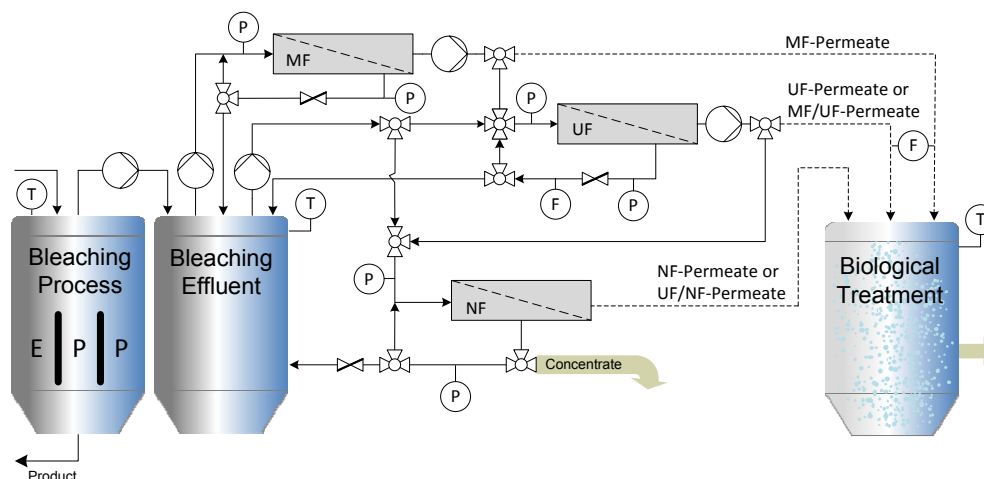 P
MF
MF-Permeate
P
P
UF-Permeate or
MF/UF-Permeate
UF
F
T
T
F
P
T
Bleaching
Process
Bleaching
Effluent
P
NF-Permeate or
UF/NF-Permeate
Biological
Treatment
NF
E P P
Concentrate
P
Product